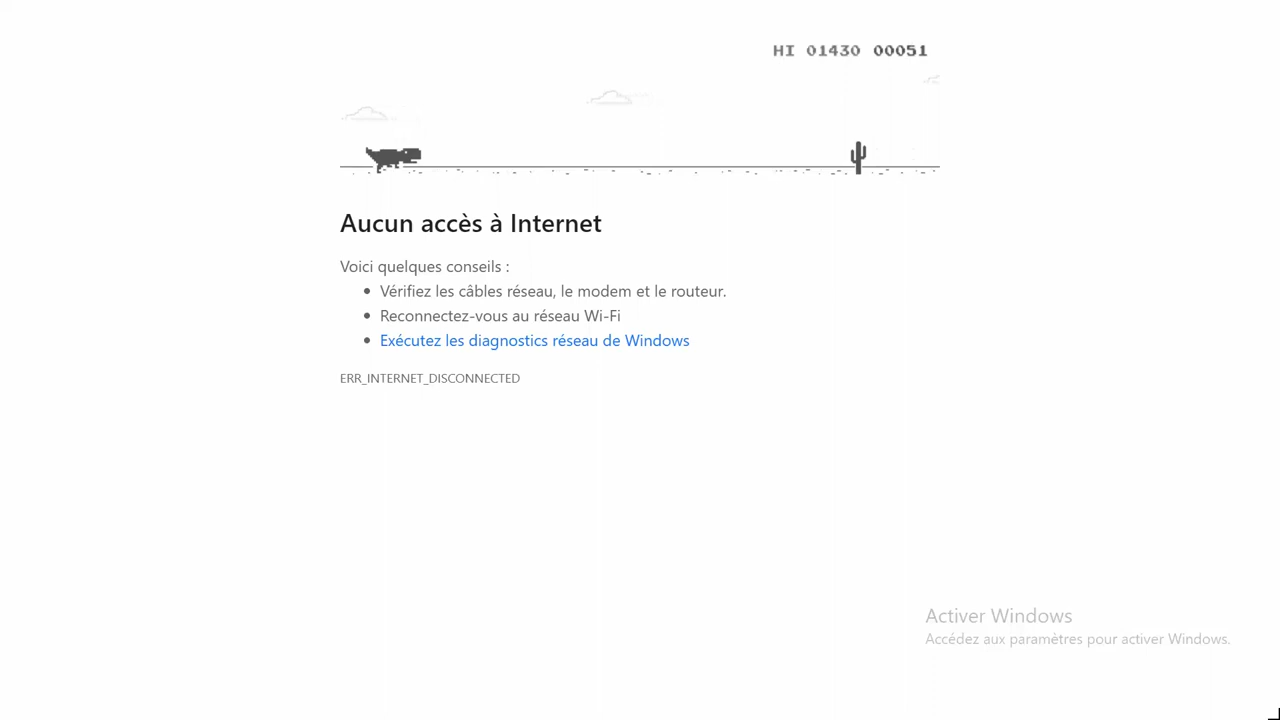 HI 01430 00051
Aucun accès à Internet
Voici quelques conseils :
Vérifiez les câbles réseau, le modem et le routeur.
Reconnectez-vous au réseau Wi-Fi
Exécutez les diagnostics réseau de Windows
ERR_INTERNET_DISCONNECTED
Activer Windows
Accédez aux paramètres pour activer Windows.